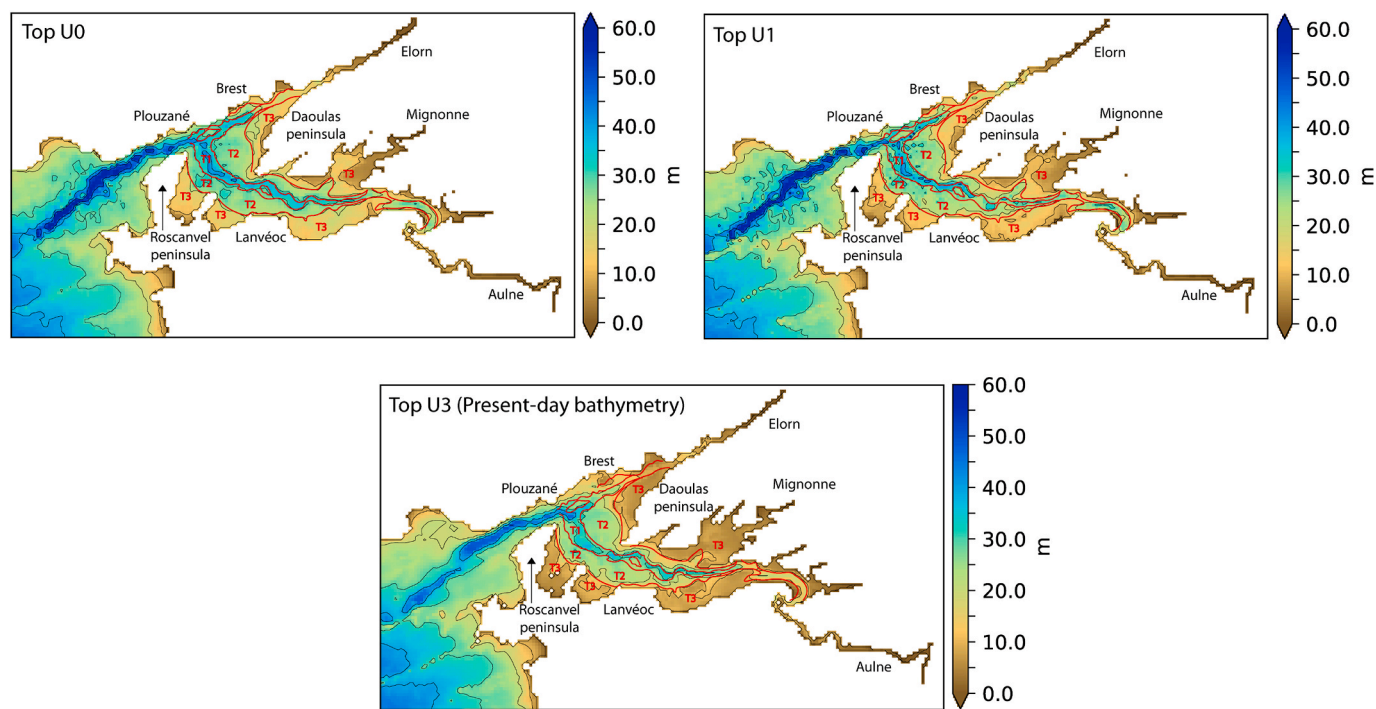 Top U0
Elorn
Brest
Plouzané
T3
Daoulas
peninsula
Mignonne
T1
T2
T3
T2
T3
T2
T3
T3
Roscanvel
peninsula
Lanvéoc
Aulne
60.0
50.0
40.0
30.0
20.0
10.0
0.0
m
Top U1
Elorn
Brest
Plouzané
T3
Daoulas
peninsula
Mignonne
T1
T2
T3
T2
T3
T2
T3
T3
Roscanvel
peninsula
Lanvéoc
Aulne
60.0
50.0
40.0
30.0
20.0
10.0
0.0
m
Top U3 (Present-day bathymetry)
Elorn
Brest
Plouzané
T3
Daoulas
peninsula
Mignonne
T1
T2
T3
T2
T3
T2
T3
T3
Roscanvel
peninsula
Lanvéoc
Aulne
60.0
50.0
40.0
30.0
20.0
10.0
0.0
m